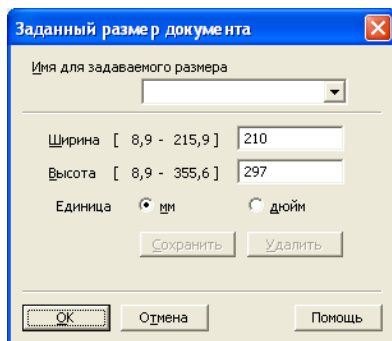 Заданный размер документа
Имя для задаваемого размера
Ширина [ 8,9 - 215,9 ] 210
Высота [ 8,9 - 355,6 ] 297
Единица мм дюйм
Сохранить Удалить
OK Отмена Помощь